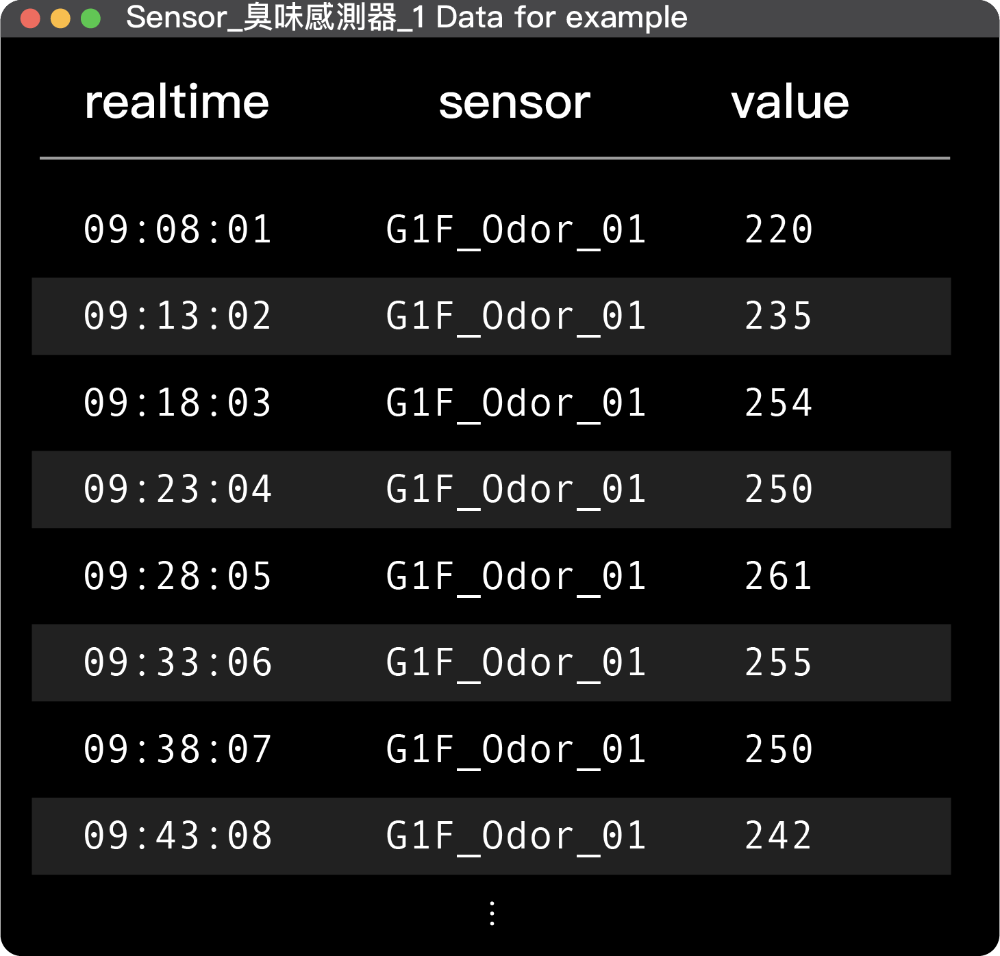 Sensor_臭味感測器_1 Data for example
realtime sensor value
09:08:01 G1F_Odor_01 220
09:13:02 G1F_Odor_01 235
09:18:03 G1F_Odor_01 254
09:23:04 G1F_Odor_01 250
09:28:05 G1F_Odor_01 261
09:33:06 G1F_Odor_01 255
09:38:07 G1F_Odor_01 250
09:43:08 G1F_Odor_01 242
⋮